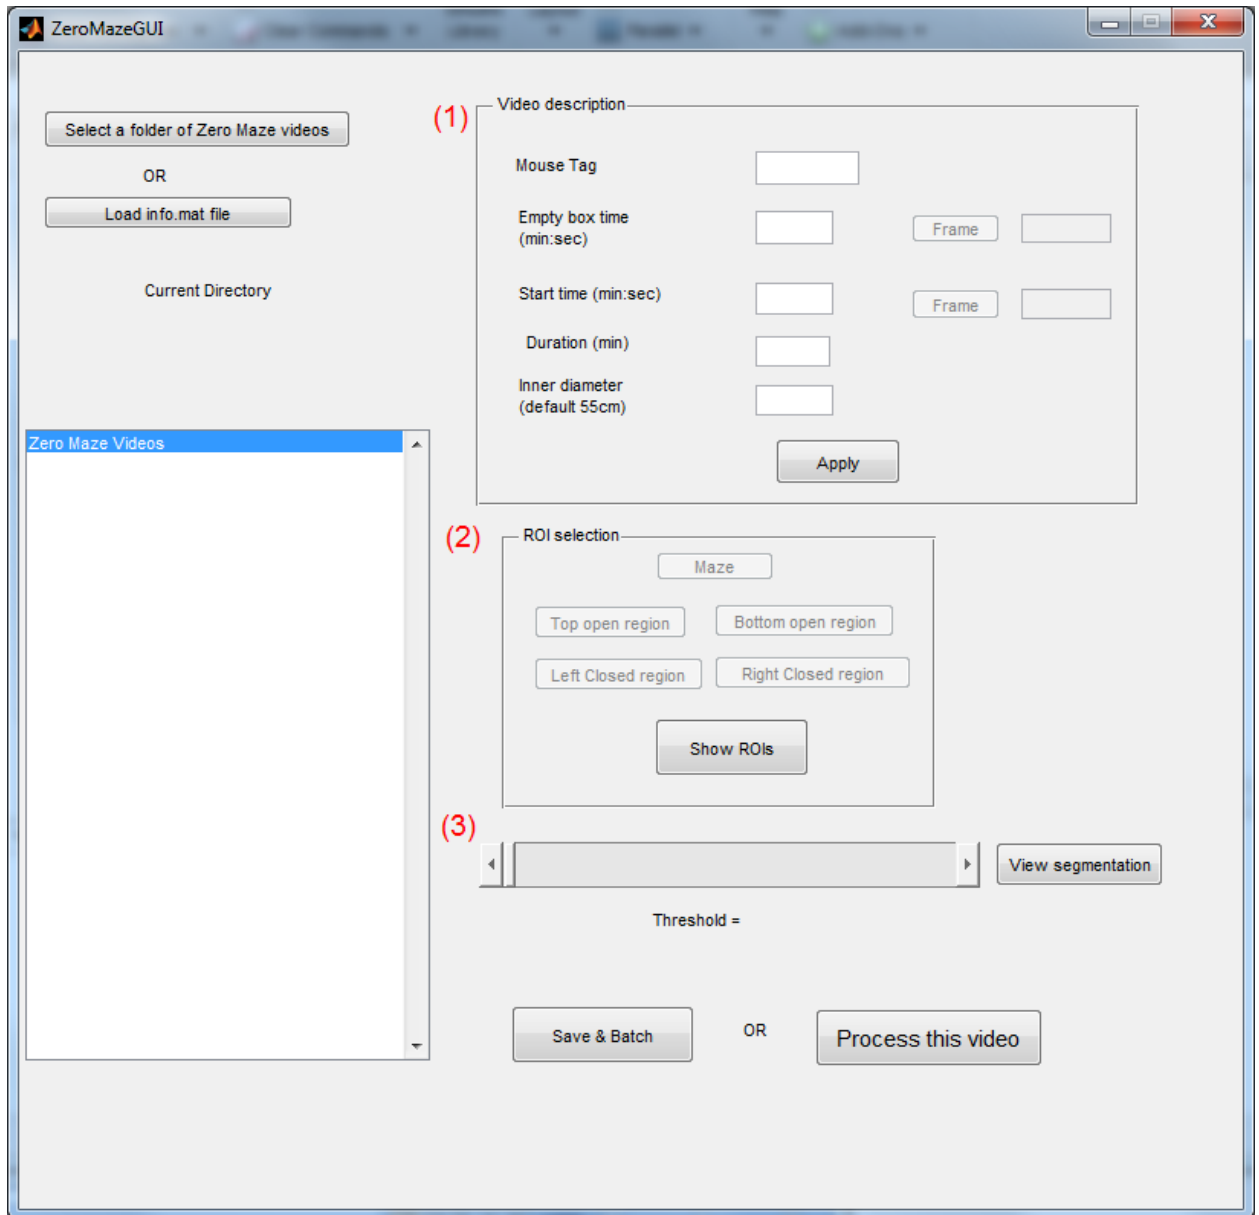 ZeroMazeGUI
Select a folder of Zero Maze videos
OR
Load info.mat file
Current Directory
Zero Maze Videos
(1)
Video description
Mouse Tag
Empty box time
(min:sec)
Frame
Start time (min:sec)
Frame
Duration (min)
Inner diameter
(default 55cm)
Apply
(2)
ROI selection
Maze
Top open region
Bottom open region
Left Closed region
Right Closed region
Show ROIs
(3)
View segmentation
Threshold =
Save & Batch
OR
Process this video